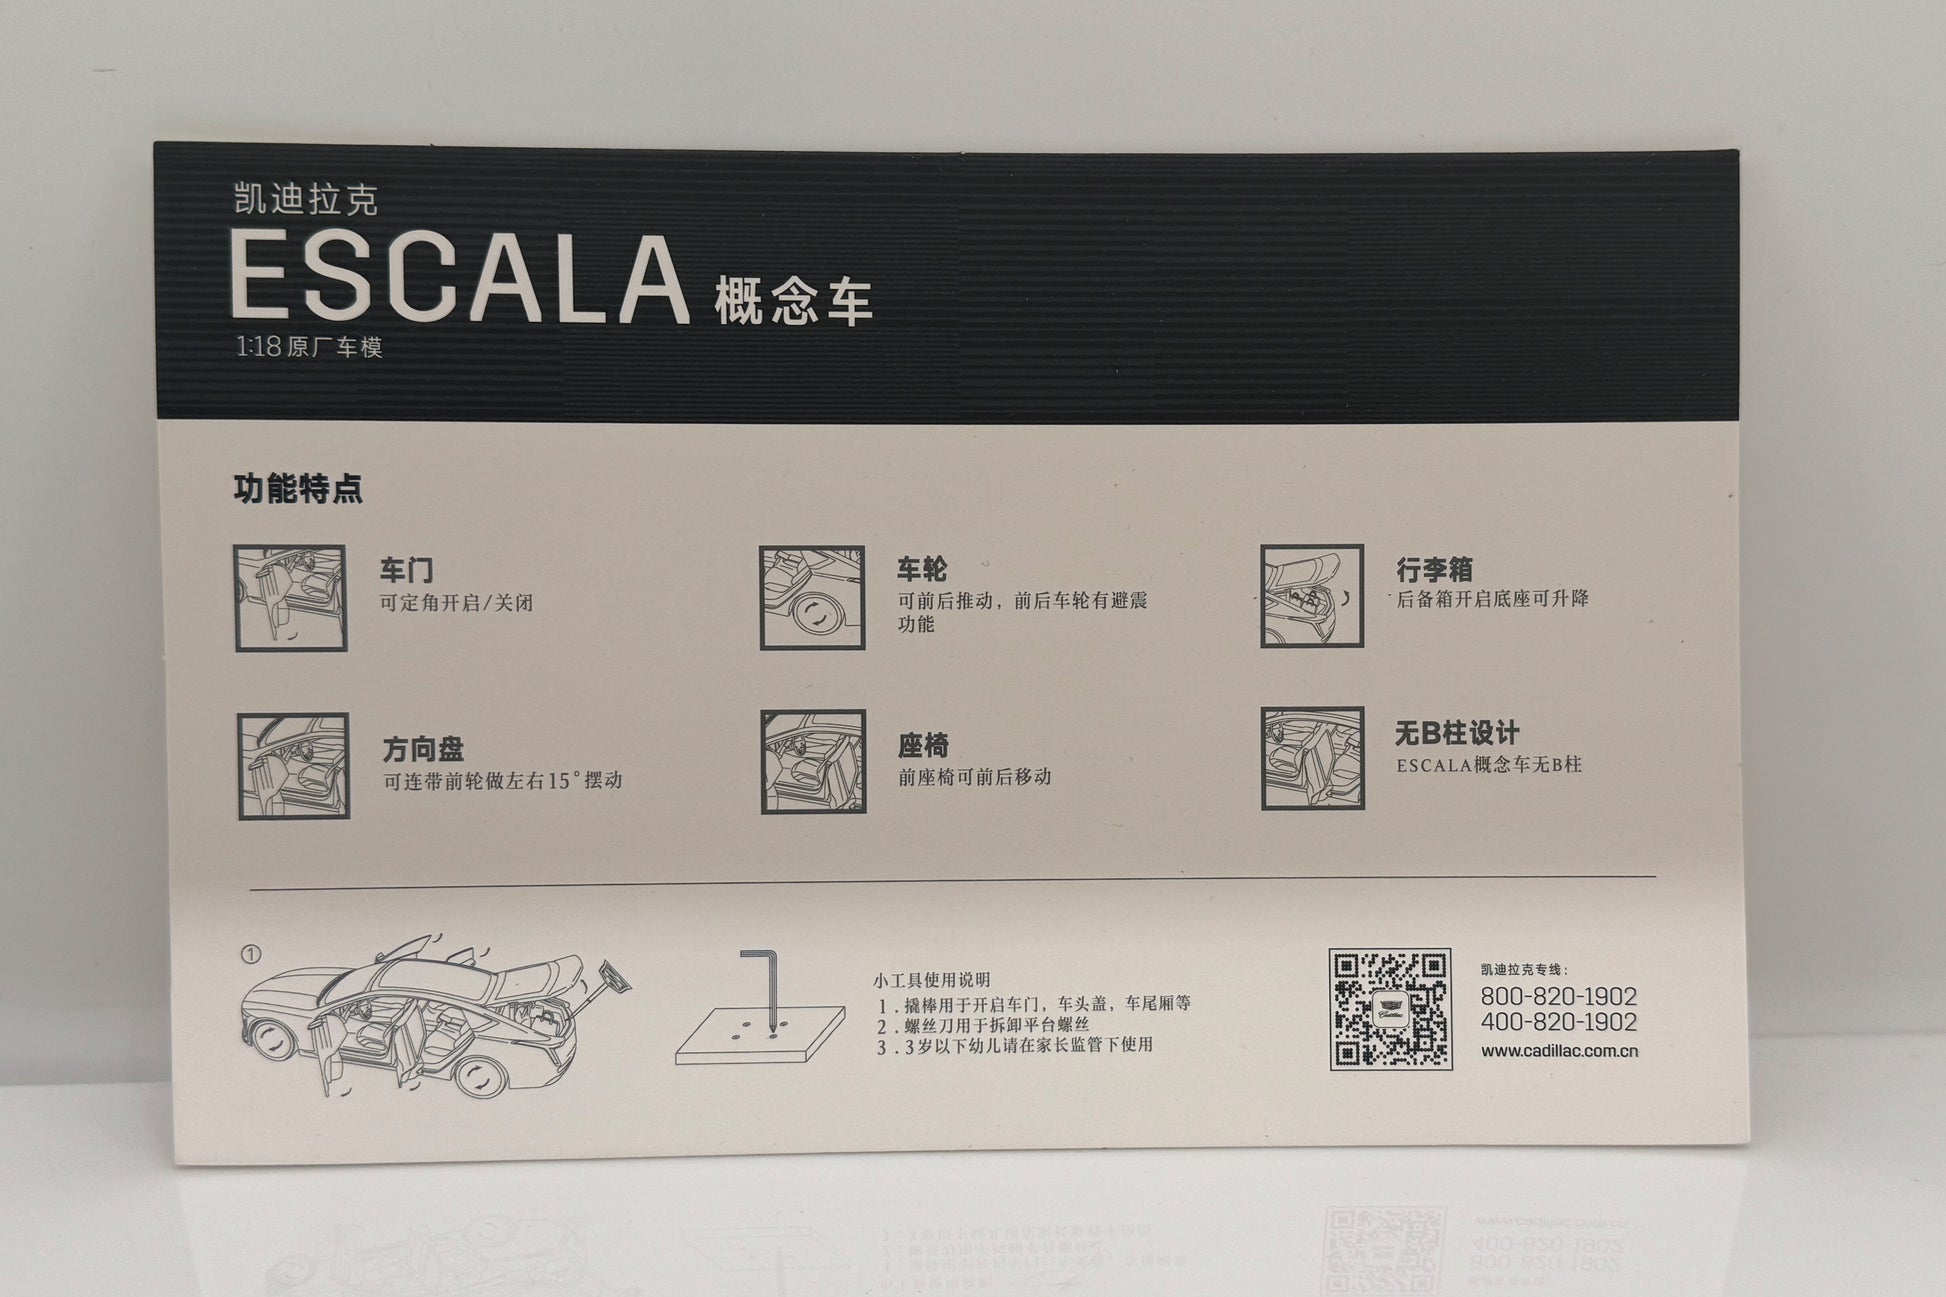 凯迪拉克
ESCALA 概念车
1:18 原厂车模
功能特点
车门
可定角开启/关闭
车轮
可前后推动，前后车轮有避震
功能
行李箱
后备箱开启底座可升降
方向盘
可连带前轮做左右15°摆动
座椅
前座椅可前后移动
无B柱设计
ESCALA概念车无B柱
①
小工具使用说明
1 . 撬棒用于开启车门，车头盖，车尾厢等
2 . 螺丝刀用于拆卸平台螺丝
3 . 3岁以下幼儿请在家长监管下使用
Cadillac
凯迪拉克专线：
800-820-1902
400-820-1902
www.cadillac.com.cn